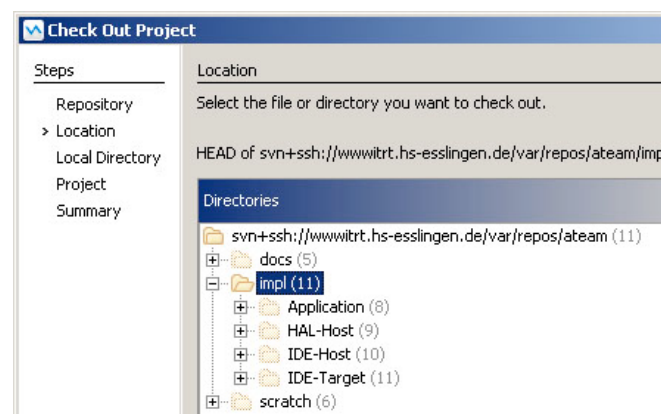 Check Out Proje
Steps
Repository
Location
Local Directory
Project
Summary
Location
Select the file or directory you want to check out.
HEAD of svn+ssh://wwwitrt.hs-esslingen.de/var/repos/ateam/imp
Directories
svn+ssh://wwwitrt.hs-esslingen.de/var/repos/ateam (11)
docs (5)
impl (11)
Application (8)
HAL-Host (9)
IDE-Host (10)
IDE-Target (11)
scratch (6)